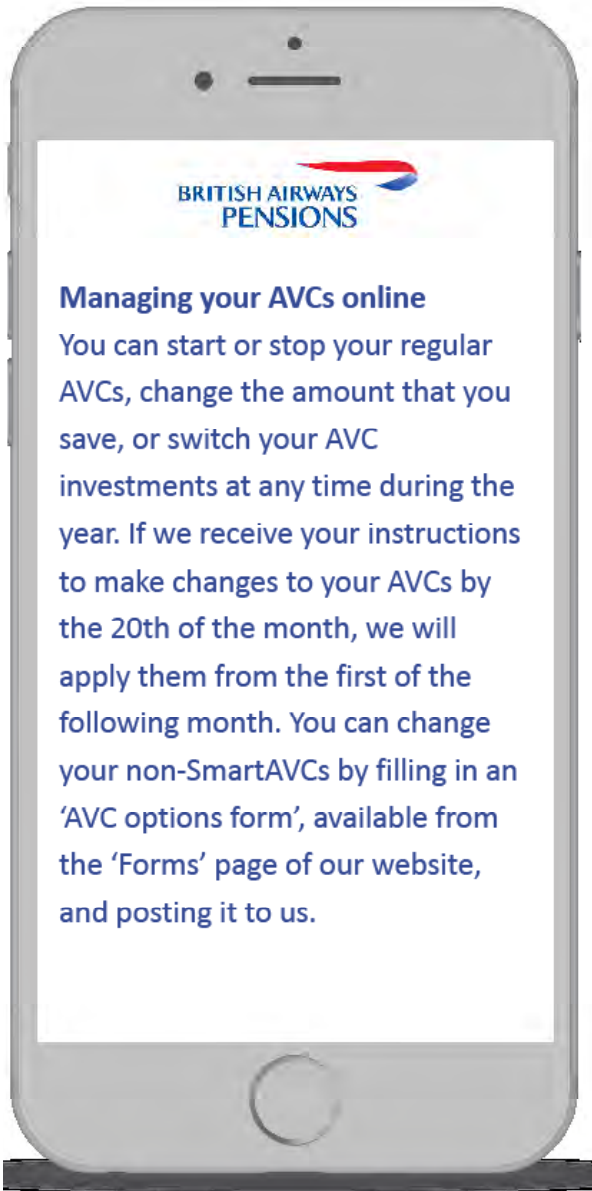 BRITISH AIRWAYS
PENSIONS
Managing your AVCs online
You can start or stop your regular
AVCs, change the amount that you
save, or switch your AVC
investments at any time during the
year. If we receive your instructions
to make changes to your AVCs by
the 20th of the month, we will
apply them from the first of the
following month. You can change
your non-SmartAVCs by filling in an
‘AVC options form’, available from
the ‘Forms’ page of our website,
and posting it to us.